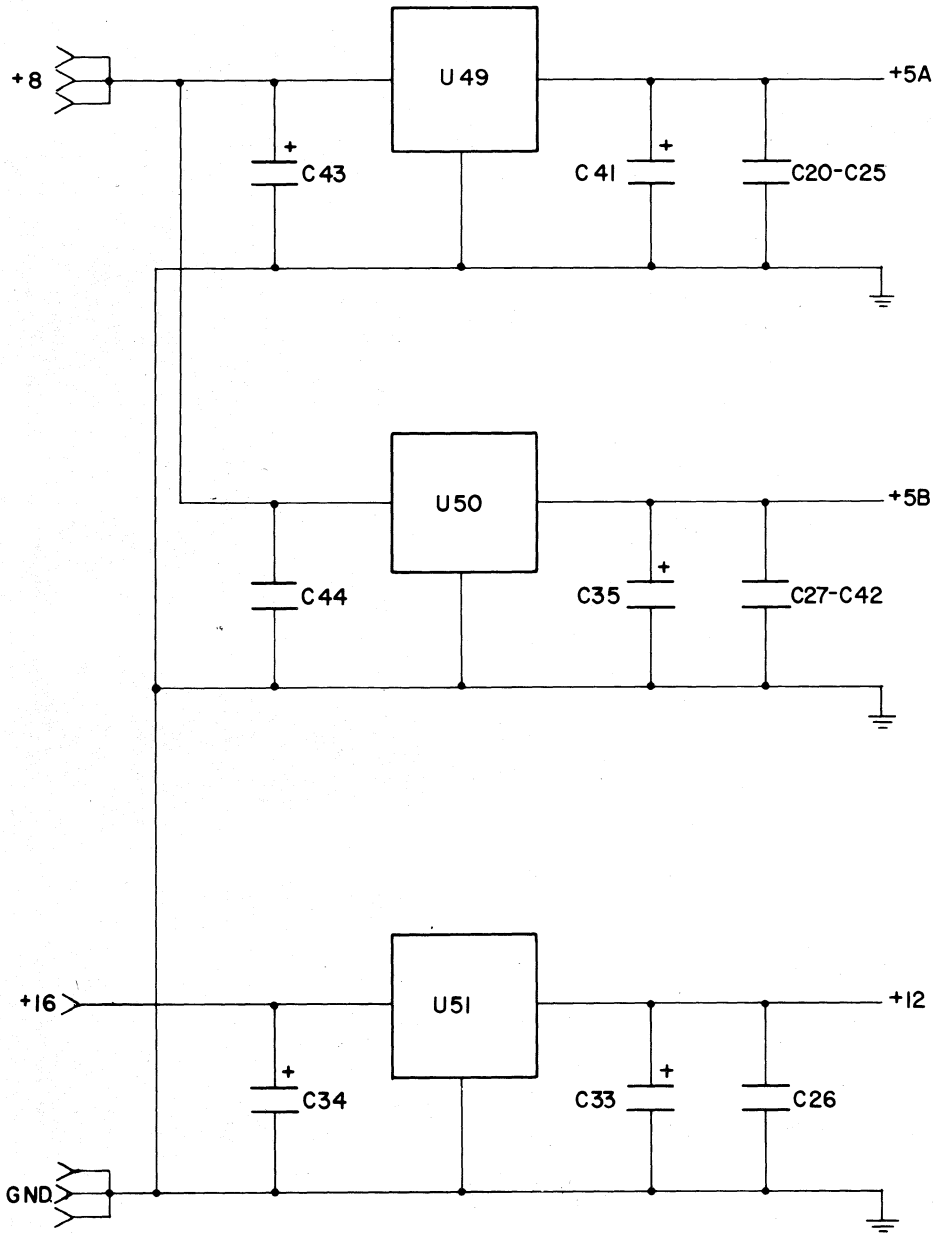 +8
U49
+5A
+
C43
+
C41
C20-C25
U50
+5B
C44
+
C35
C27-C42
+16
U51
+12
+
C34
+
C33
C26
GND.